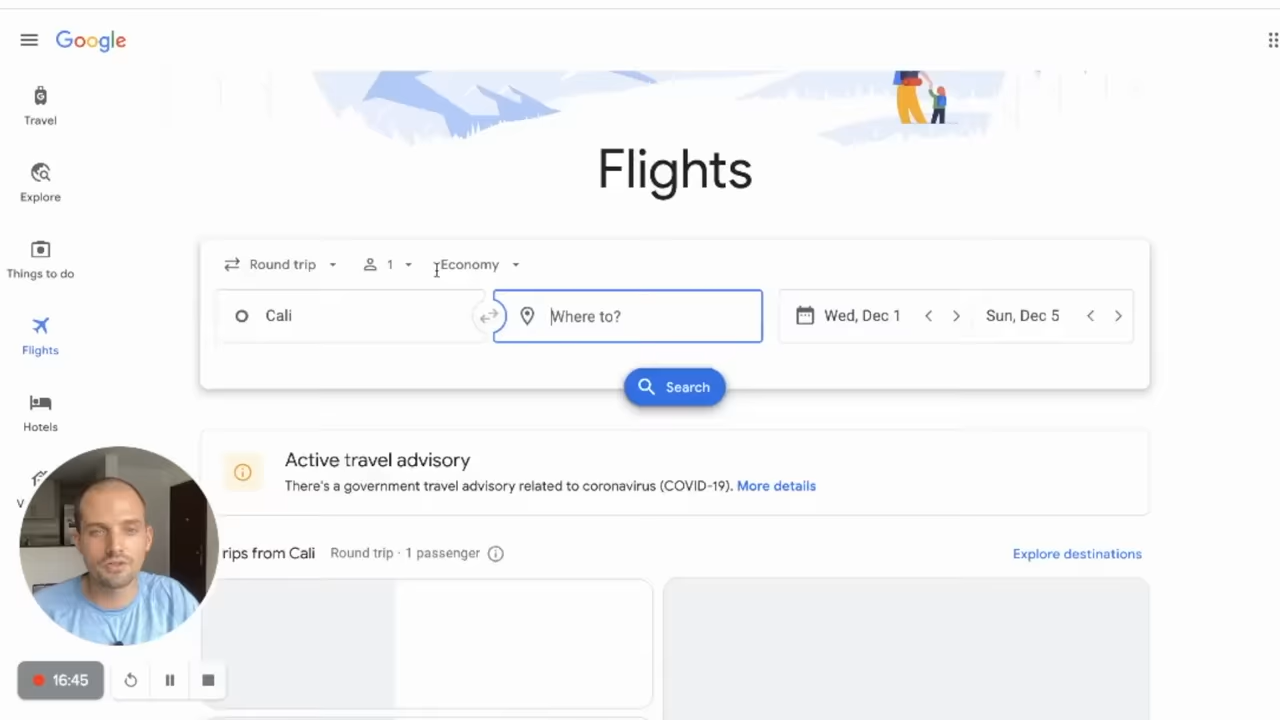 Google
Travel
Explore
Things to do
Flights
Hotels
V
Flights
Round trip
1
Economy
Cali
Where to?
Wed, Dec 1
Sun, Dec 5
Search
Active travel advisory
There's a government travel advisory related to coronavirus (COVID-19). More details
rips from Cali
Round trip · 1 passenger
Explore destinations
16:45